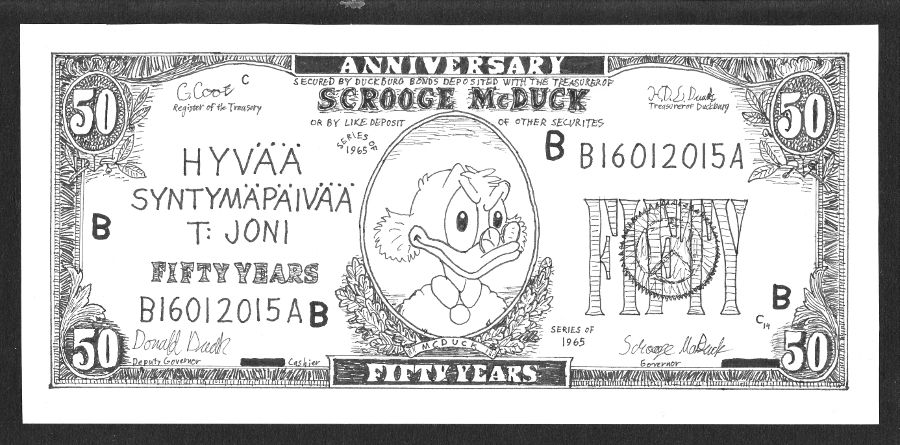 ANNIVERSARY
SECURED BY DUCKBURG BONDS DEPOSITED WITH THE TREASURER OF
SCROOGE McDUCK
OR BY LIKE DEPOSIT OF OTHER SECURITES
50
G. Coot C
Register of the Treasury
Treasurer of Duckburg
50
SERIES OF
1965
B
B16012015A
HYVÄÄ
SYNTYMÄPÄIVÄÄ
T: JONI
B
FIFTY YEARS
B16012015A B
FIFTY
B
C14
SERIES OF
1965
50
Donald Duck
Deputy Governor
Cashier
McDUCK
Scrooge McDuck
Governor
50
FIFTY YEARS